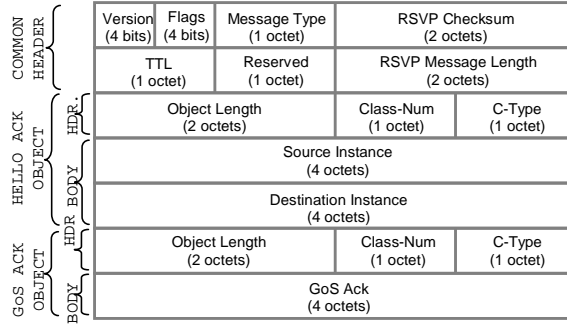 COMMON
HEADER
Version
(4 bits)
Flags
(4 bits)
Message Type
(1 octet)
RSVP Checksum
(2 octets)
TTL
(1 octet)
Reserved
(1 octet)
RSVP Message Length
(2 octets)
HELLO ACK
OBJECT
HDR.
Object Length
(2 octets)
Class-Num
(1 octet)
C-Type
(1 octet)
BODY
Source Instance
(4 octets)
Destination Instance
(4 octets)
GoS ACK
OBJECT
HDR
Object Length
(2 octets)
Class-Num
(1 octet)
C-Type
(1 octet)
BODY
GoS Ack
(4 octets)